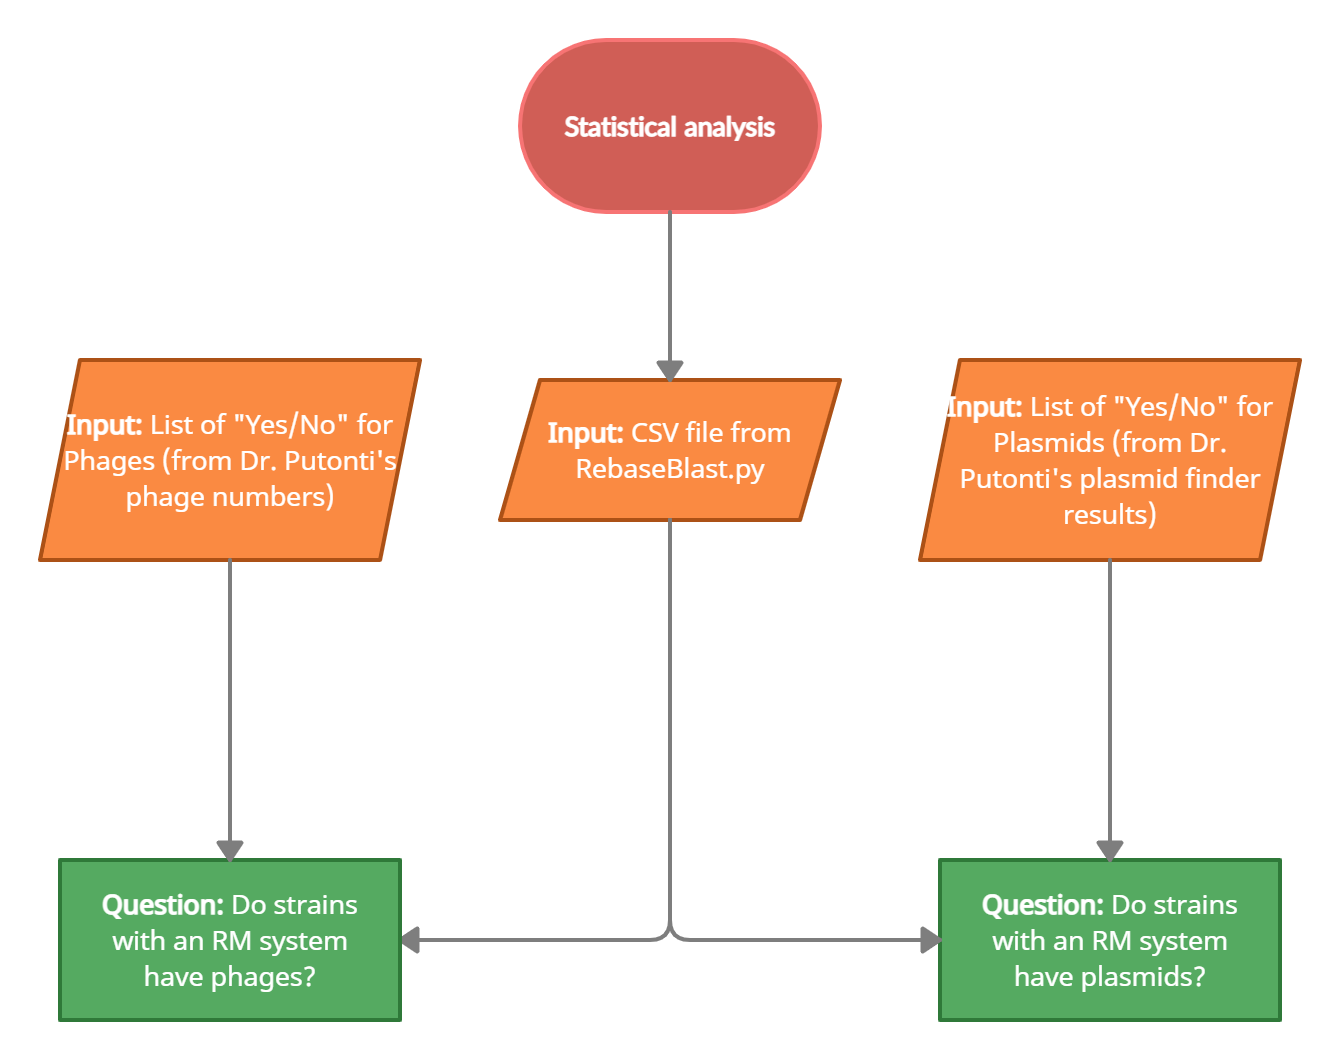 Statistical analysis
Input: List of "Yes/No" for
Phages (from Dr. Putonti's
phage numbers)
Input: CSV file from
RebaseBlast.py
Input: List of "Yes/No" for
Plasmids (from Dr.
Putonti's plasmid finder
results)
Question: Do strains
with an RM system
have phages?
Question: Do strains
with an RM system
have plasmids?